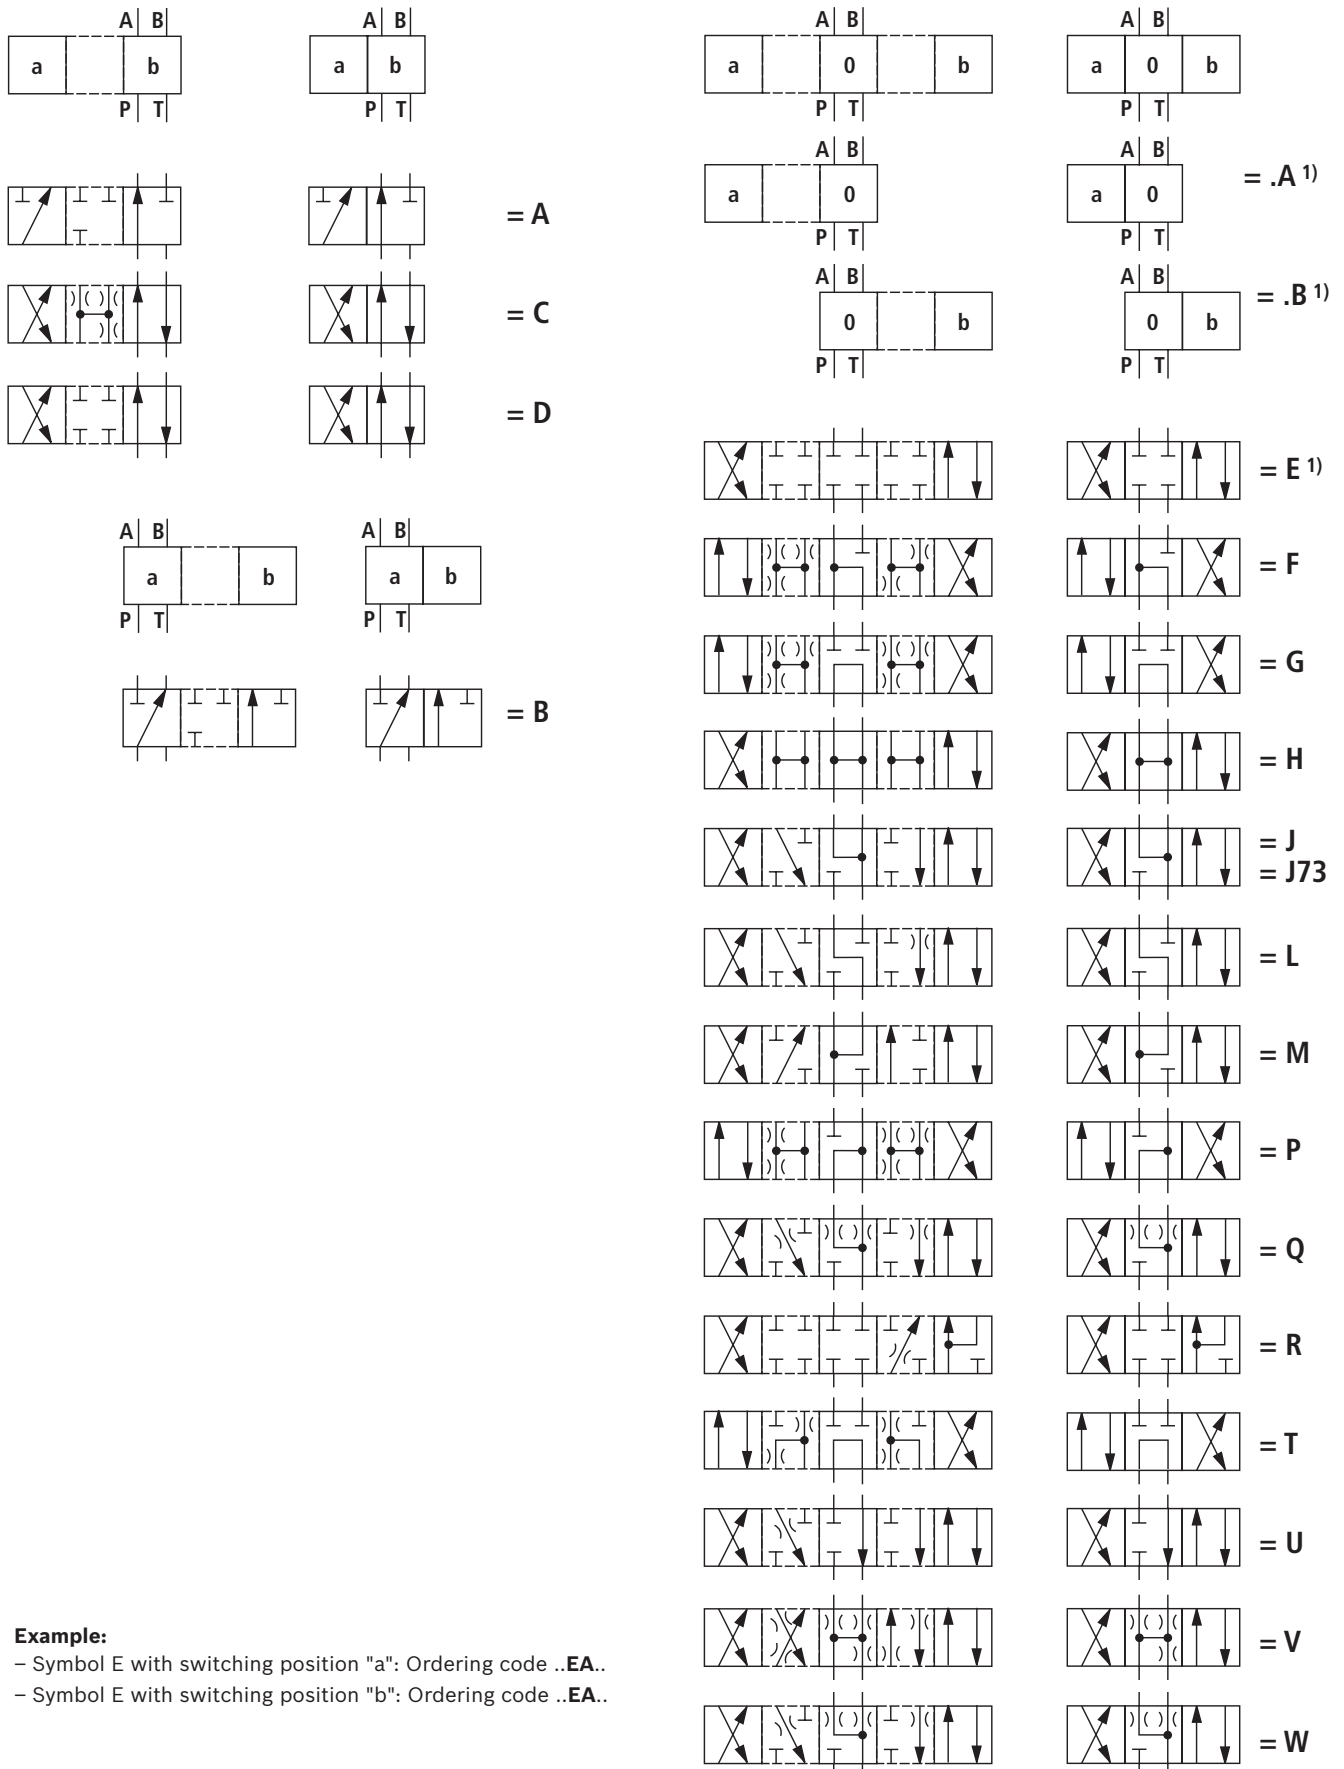 A B
a b
P T
A B
a b
P T
= A
= C
= D
A B
a b
P T
A B
a b
P T
= B
A B
a 0 b
P T
A B
a 0 b
P T
A B
a 0
P T
A B
a 0
P T
= .A 1)
A B
0 b
P T
A B
0 b
P T
= .B 1)
= E 1)
= F
= G
= H
= J
= J73
= L
= M
= P
= Q
= R
= T
= U
= V
= W
Example:
– Symbol E with switching position "a": Ordering code ..EA..
– Symbol E with switching position "b": Ordering code ..EA..